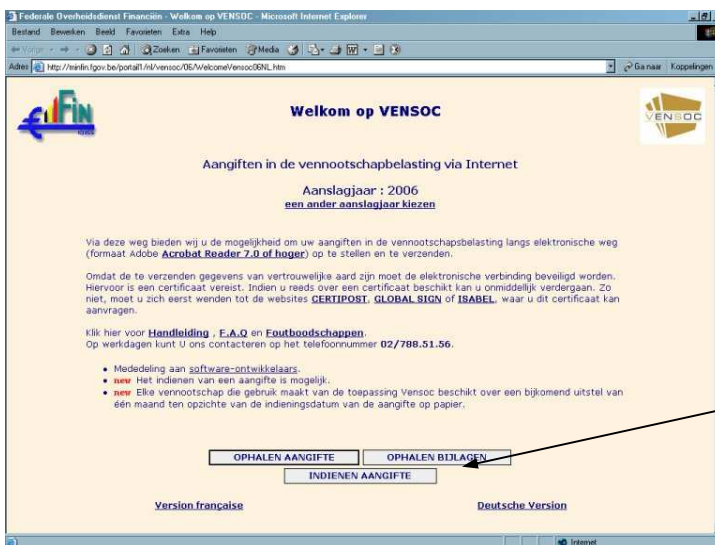 Federale Overheidsdienst Financiën - Welkom op VENSOC - Microsoft Internet Explorer
Bestand Bewerken Beeld Favorieten Extra Help
Vorige Zoeken Favorieten Media
Adres http://minfin.fgov.be/portail1/nl/vensoc/06/WelcomeVensoc06NL.htm Ga naar Koppelingen
Fin
Welkom op VENSOC
VENSOC
Aangiften in de vennootschapbelasting via Internet
Aanslagjaar : 2006
een ander aanslagjaar kiezen
Via deze weg bieden wij u de mogelijkheid om uw aangiften in de vennootschapsbelasting langs elektronische weg
(formaat Adobe Acrobat Reader 7.0 of hoger) op te stellen en te verzenden.
Omdat de te verzenden gegevens van vertrouwelijke aard zijn moet de elektronische verbinding beveiligd worden.
Hiervoor is een certificaat vereist. Indien u reeds over een certificaat beschikt kan u onmiddellijk verdergaan. Zo
niet, moet u zich eerst wenden tot de websites CERTIPOST, GLOBAL SIGN of ISABEL, waar u dit certificaat kan
aanvragen.
Klik hier voor Handleiding , F.A.Q en Foutboodschappen.
Op werkdagen kunt U ons contacteren op het telefoonnummer 02/788.51.56.
• Mededeling aan software-ontwikkelaars.
• new Het indienen van een aangifte is mogelijk.
• new Elke vennootschap die gebruik maakt van de toepassing Vensoc beschikt over een bijkomend uitstel van
één maand ten opzichte van de indieningsdatum van de aangifte op papier.
OPHALEN AANGIFTE OPHALEN BIJLAGEN
INDIENEN AANGIFTE
Version française Deutsche Version
Internet